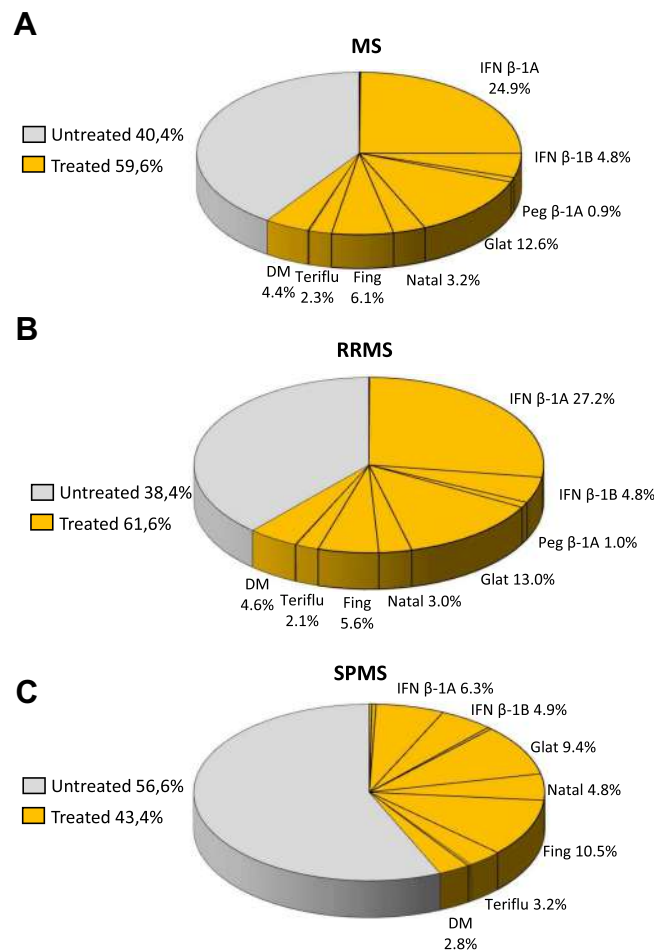 A
MS
Untreated 40,4%
Treated 59,6%
IFN β-1A
24.9%
IFN β-1B 4.8%
Peg β-1A 0.9%
Glat 12.6%
Natal 3.2%
Fing
6.1%
Teriflu
2.3%
DM
4.4%
B
RRMS
Untreated 38,4%
Treated 61,6%
IFN β-1A 27.2%
IFN β-1B 4.8%
Peg β-1A 1.0%
Glat 13.0%
Natal 3.0%
Fing
5.6%
Teriflu
2.1%
DM
4.6%
C
SPMS
Untreated 56,6%
Treated 43,4%
IFN β-1A 6.3%
IFN β-1B 4.9%
Glat 9.4%
Natal 4.8%
Fing 10.5%
Teriflu 3.2%
DM
2.8%